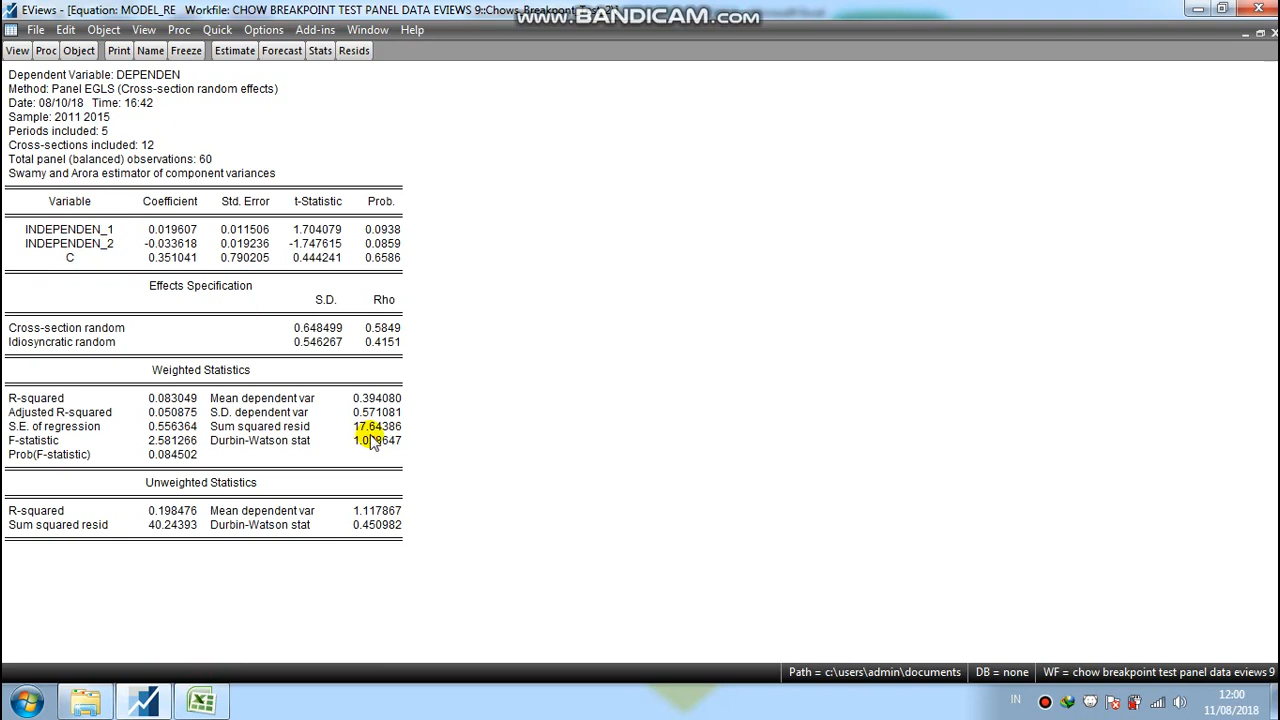 EViews - [Equation: MODEL_RE Workfile: CHOW BREAKPOINT TEST PANEL DATA EVIEWS 9::Chows
WWW.BANDICAM.COM
File Edit Object View Proc Quick Options Add-ins Window Help
View Proc Object Print Name Freeze Estimate Forecast Stats Resids
Dependent Variable: DEPENDEN
Method: Panel EGLS (Cross-section random effects)
Date: 08/10/18 Time: 16:42
Sample: 2011 2015
Periods included: 5
Cross-sections included: 12
Total panel (balanced) observations: 60
Swamy and Arora estimator of component variances
Variable Coefficient Std. Error t-Statistic Prob.
INDEPENDEN_1 0.019607 0.011506 1.704079 0.0938
INDEPENDEN_2 -0.033618 0.019236 -1.747615 0.0859
C 0.351041 0.790205 0.444241 0.6586
Effects Specification
S.D. Rho
Cross-section random 0.648499 0.5849
Idiosyncratic random 0.546267 0.4151
Weighted Statistics
R-squared 0.083049 Mean dependent var 0.394080
Adjusted R-squared 0.050875 S.D. dependent var 0.571081
S.E. of regression 0.556364 Sum squared resid 17.64386
F-statistic 2.581266 Durbin-Watson stat
Prob(F-statistic) 0.084502
Unweighted Statistics
R-squared 0.198476 Mean dependent var 1.117867
Sum squared resid 40.24393 Durbin-Watson stat 0.450982
Path = c:\users\admin\documents DB = none WF = chow breakpoint test panel data eviews 9
IN 12:00
11/08/2018